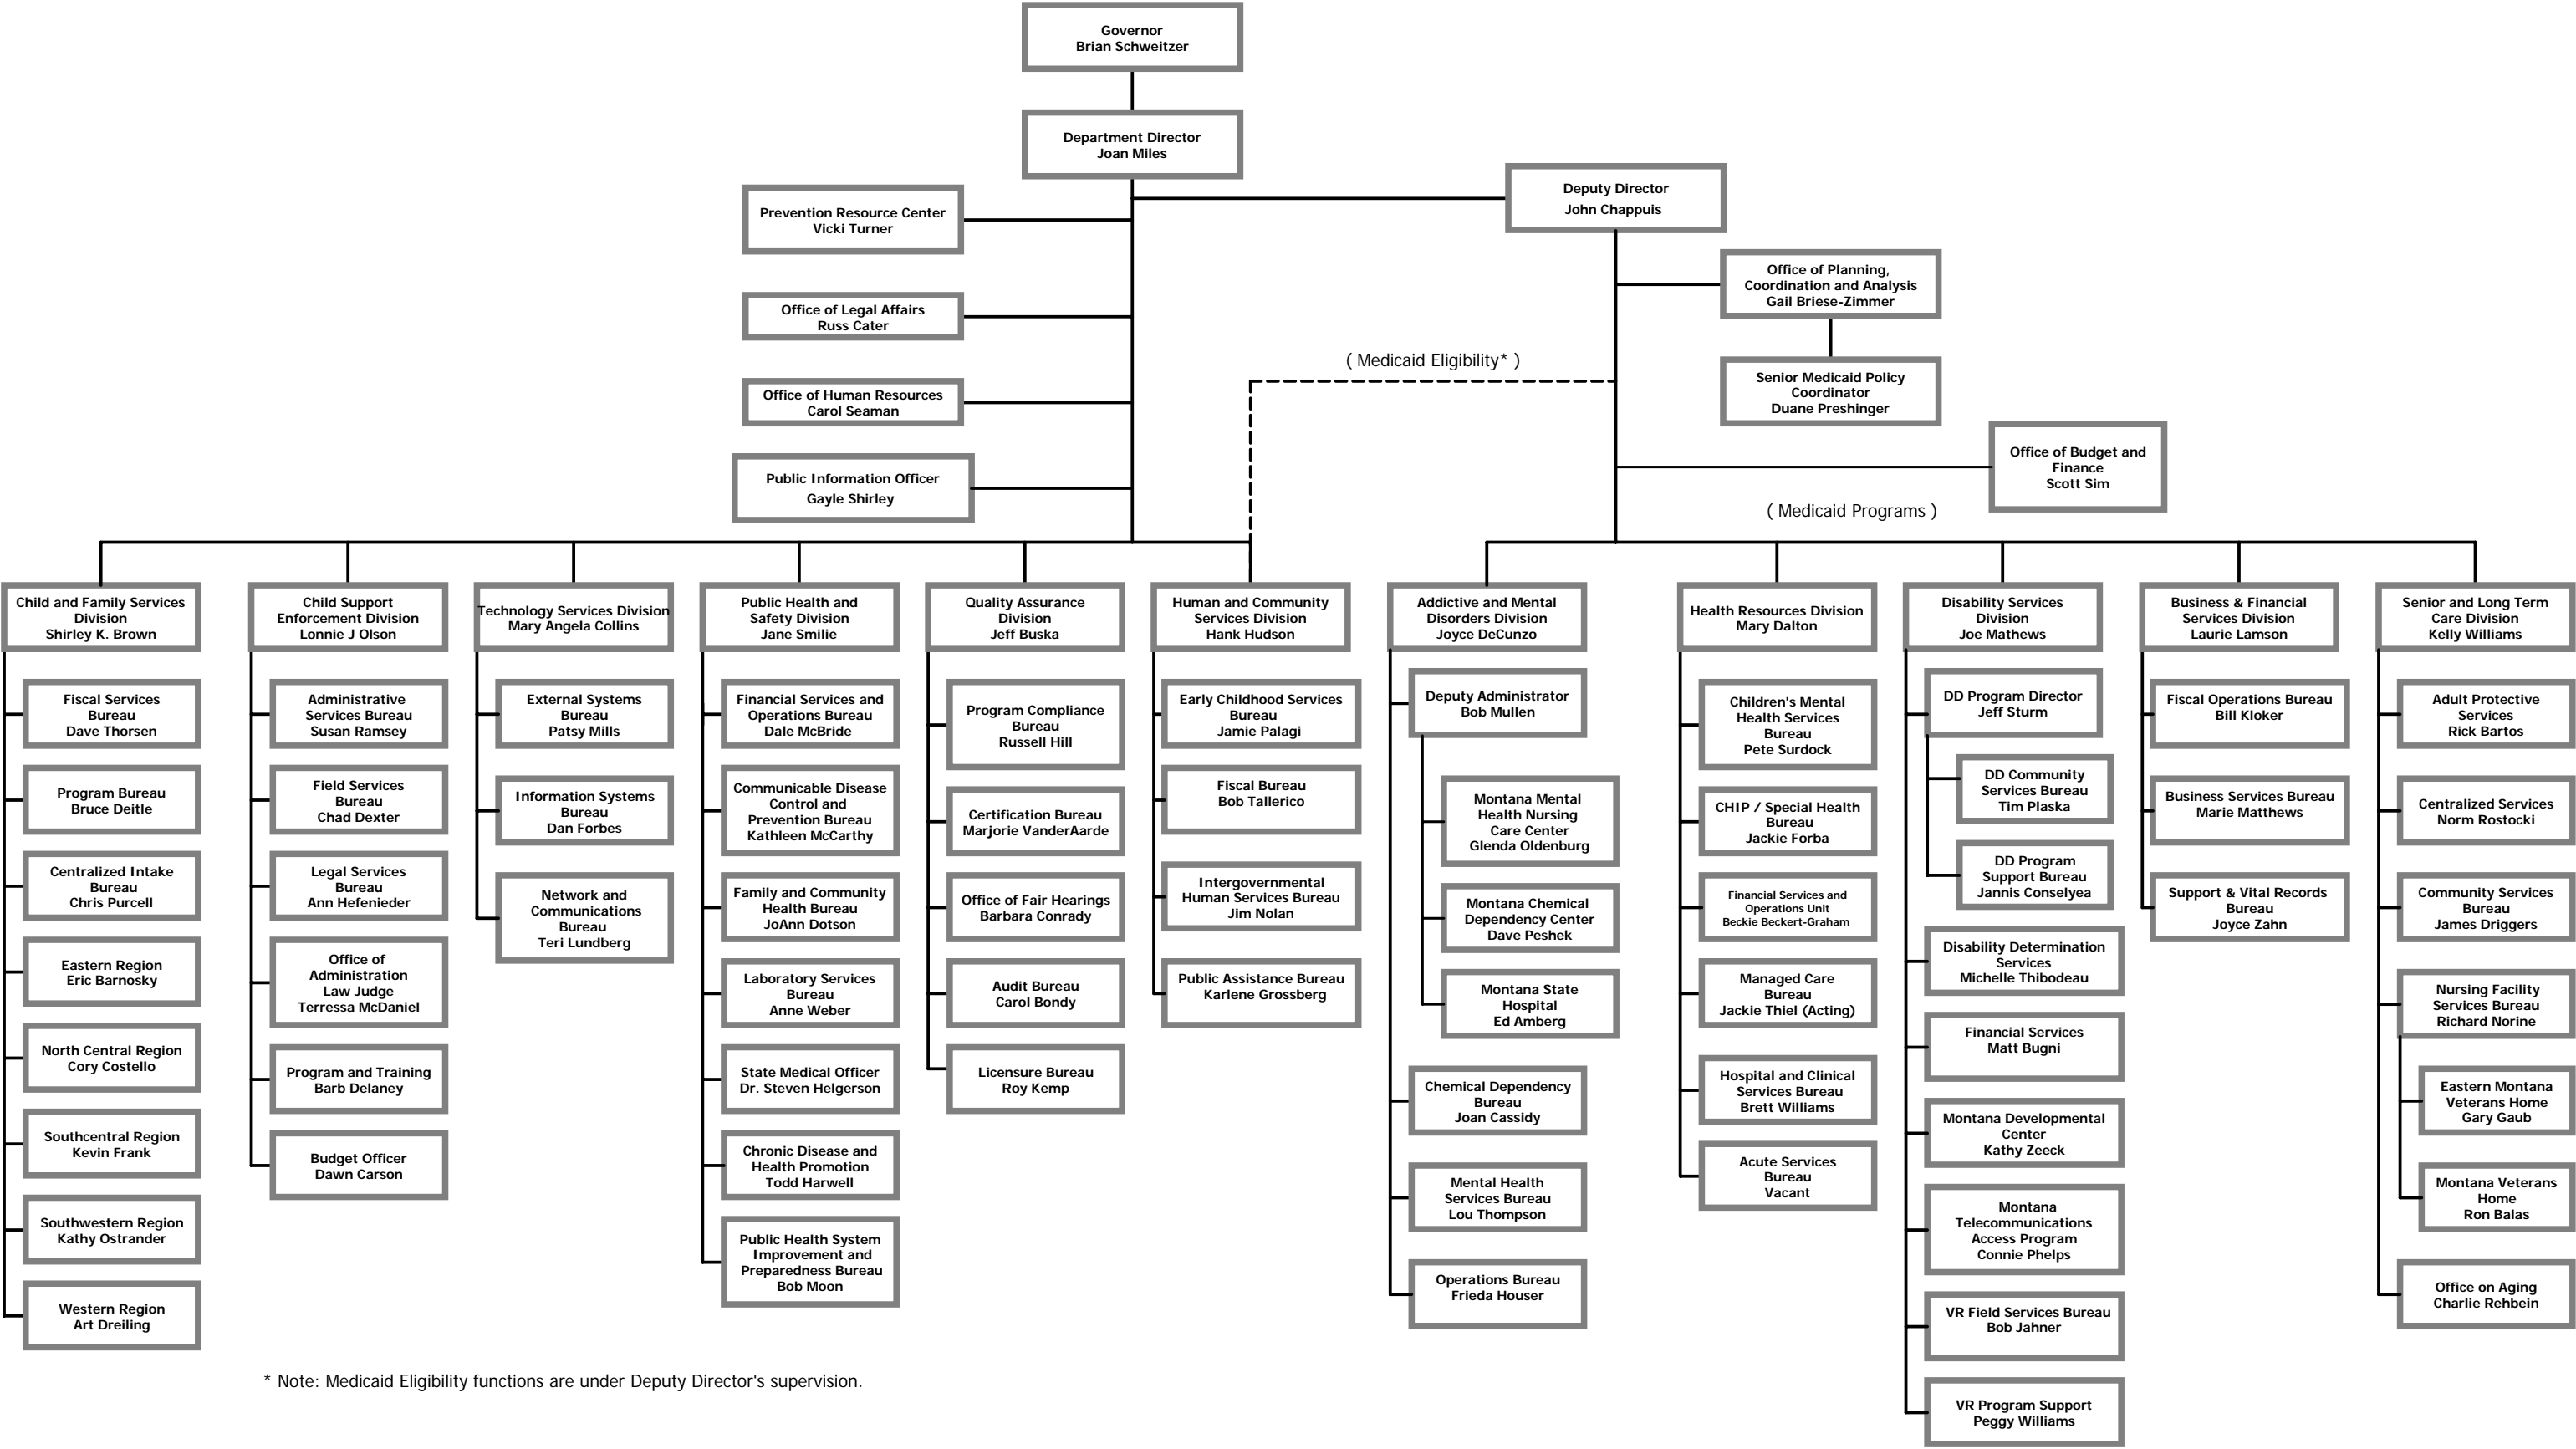 Governor
Brian Schweitzer
Department Director
Joan Miles
Deputy Director
John Chappuis
Prevention Resource Center
Vicki Turner
Office of Planning,
Coordination and Analysis
Gail Briese-Zimmer
Office of Legal Affairs
Russ Cater
( Medicaid Eligibility* )
Senior Medicaid Policy
Coordinator
Duane Preshinger
Office of Human Resources
Carol Seaman
Office of Budget and
Finance
Scott Sim
Public Information Officer
Gayle Shirley
( Medicaid Programs )
Child and Family Services
Division
Shirley K. Brown
Fiscal Services
Bureau
Dave Thorsen
Program Bureau
Bruce Deitle
Centralized Intake
Bureau
Chris Purcell
Eastern Region
Eric Barnosky
North Central Region
Cory Costello
Southcentral Region
Kevin Frank
Southwestern Region
Kathy Ostrander
Western Region
Art Dreiling
Child Support
Enforcement Division
Lonnie J Olson
Administrative
Services Bureau
Susan Ramsey
Field Services
Bureau
Chad Dexter
Legal Services
Bureau
Ann Hefenieder
Office of
Administration
Law Judge
Terressa McDaniel
Program and Training
Barb Delaney
Budget Officer
Dawn Carson
Technology Services Division
Mary Angela Collins
External Systems
Bureau
Patsy Mills
Information Systems
Bureau
Dan Forbes
Network and
Communications
Bureau
Teri Lundberg
Public Health and
Safety Division
Jane Smilie
Financial Services and
Operations Bureau
Dale McBride
Communicable Disease
Control and
Prevention Bureau
Kathleen McCarthy
Family and Community
Health Bureau
JoAnn Dotson
Laboratory Services
Bureau
Anne Weber
State Medical Officer
Dr. Steven Helgerson
Chronic Disease and
Health Promotion
Todd Harwell
Public Health System
Improvement and
Preparedness Bureau
Bob Moon
Quality Assurance
Division
Jeff Buska
Program Compliance
Bureau
Russell Hill
Certification Bureau
Marjorie VanderAarde
Office of Fair Hearings
Barbara Conrady
Audit Bureau
Carol Bondy
Licensure Bureau
Roy Kemp
Human and Community
Services Division
Hank Hudson
Early Childhood Services
Bureau
Jamie Palagi
Fiscal Bureau
Bob Tallerico
Intergovernmental
Human Services Bureau
Jim Nolan
Public Assistance Bureau
Karlene Grossberg
Addictive and Mental
Disorders Division
Joyce DeCunzo
Deputy Administrator
Bob Mullen
Montana Mental
Health Nursing
Care Center
Glenda Oldenburg
Montana Chemical
Dependency Center
Dave Peshek
Montana State
Hospital
Ed Amberg
Chemical Dependency
Bureau
Joan Cassidy
Mental Health
Services Bureau
Lou Thompson
Operations Bureau
Frieda Houser
Health Resources Division
Mary Dalton
Children's Mental
Health Services
Bureau
Pete Surdock
CHIP / Special Health
Bureau
Jackie Forba
Financial Services and
Operations Unit
Beckie Beckert-Graham
Managed Care
Bureau
Jackie Thiel (Acting)
Hospital and Clinical
Services Bureau
Brett Williams
Acute Services
Bureau
Vacant
Disability Services
Division
Joe Mathews
DD Program Director
Jeff Sturm
DD Community
Services Bureau
Tim Plaska
DD Program
Support Bureau
Jannis Conselyea
Disability Determination
Services
Michelle Thibodeau
Financial Services
Matt Bugni
Montana Developmental
Center
Kathy Zeeck
Montana
Telecommunications
Access Program
Connie Phelps
VR Field Services Bureau
Bob Jahner
VR Program Support
Peggy Williams
Business & Financial
Services Division
Laurie Lamson
Fiscal Operations Bureau
Bill Kloker
Business Services Bureau
Marie Matthews
Support & Vital Records
Bureau
Joyce Zahn
Senior and Long Term
Care Division
Kelly Williams
Adult Protective
Services
Rick Bartos
Centralized Services
Norm Rostocki
Community Services
Bureau
James Driggers
Nursing Facility
Services Bureau
Richard Norine
Eastern Montana
Veterans Home
Gary Gaub
Montana Veterans
Home
Ron Balas
Office on Aging
Charlie Rehbein
* Note: Medicaid Eligibility functions are under Deputy Director's supervision.